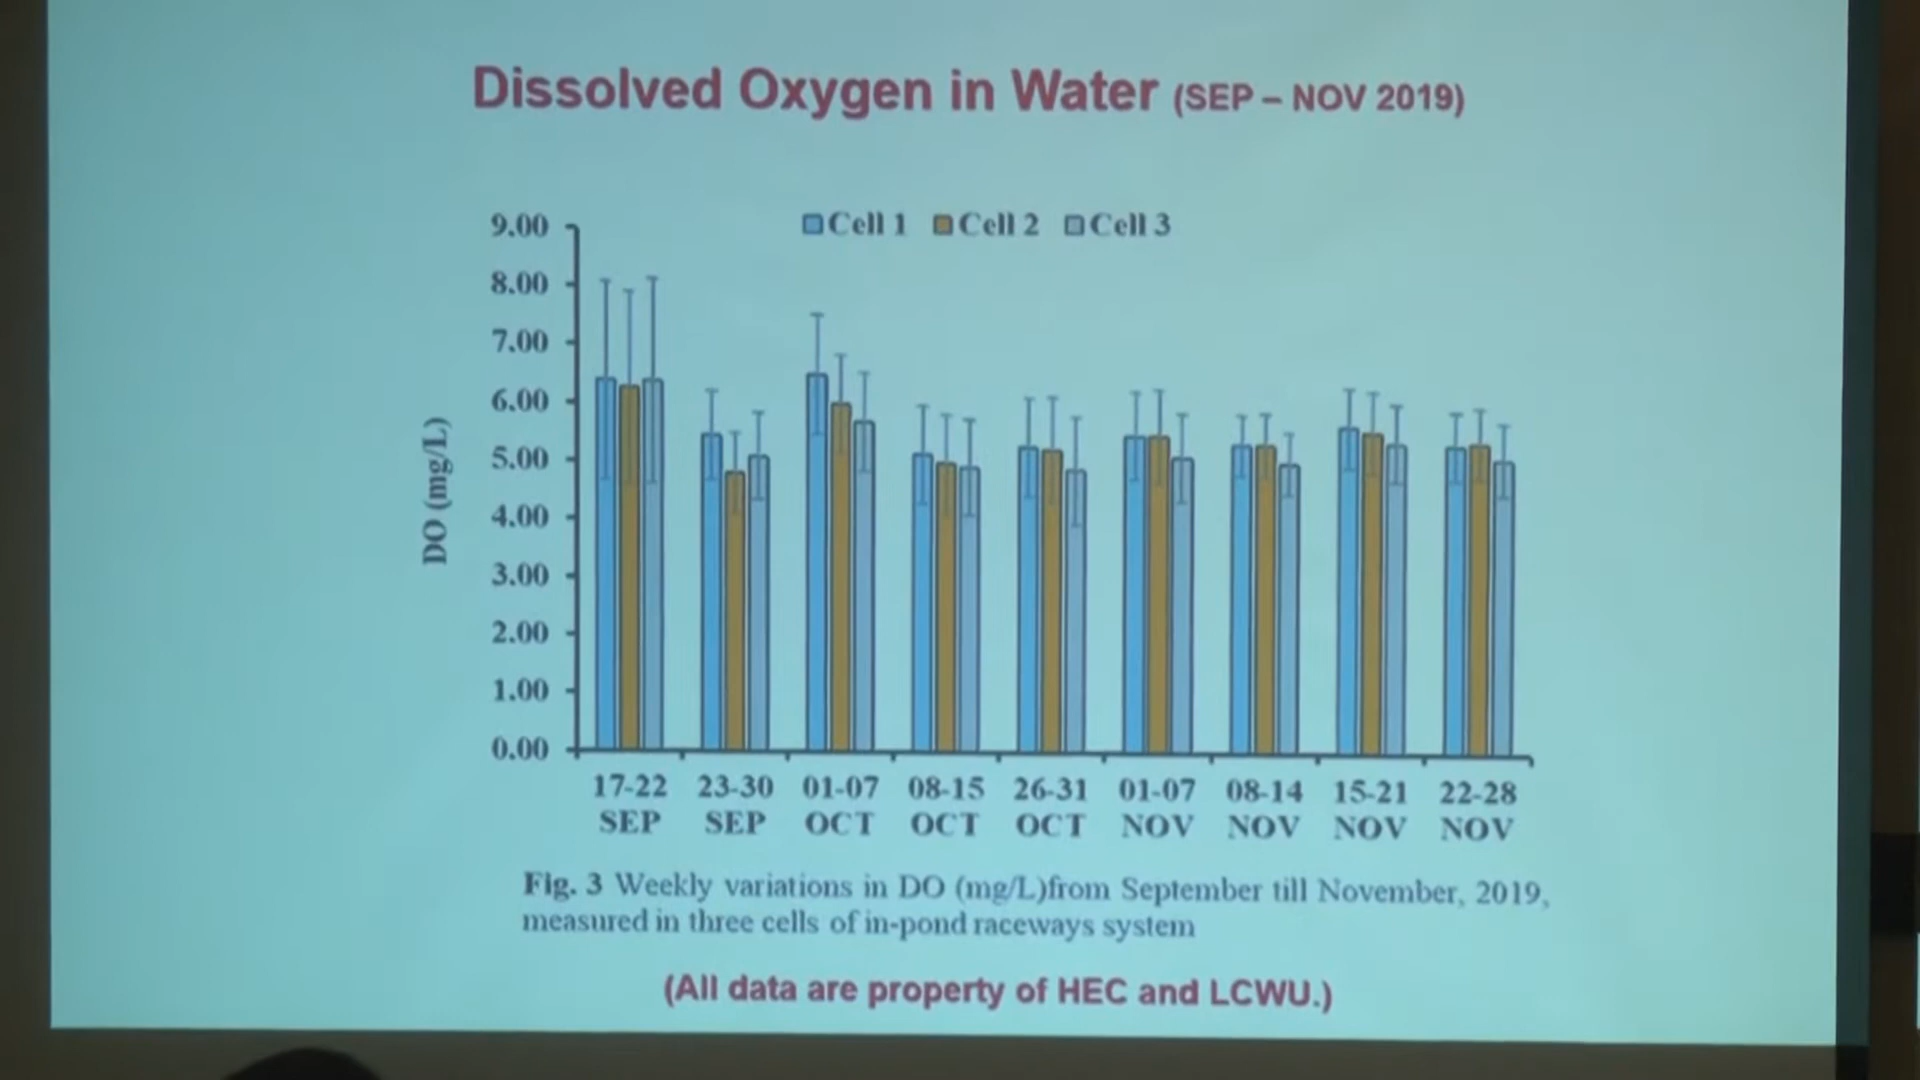 Dissolved Oxygen in Water (SEP – NOV 2019)
Cell 1 Cell 2 Cell 3
9.00
8.00
7.00
6.00
5.00
4.00
3.00
2.00
1.00
0.00
DO (mg/L)
17-22 23-30 01-07 08-15 26-31 01-07 08-14 15-21 22-28
SEP SEP OCT OCT OCT NOV NOV NOV NOV
Fig. 3 Weekly variations in DO (mg/L)from September till November, 2019,
measured in three cells of in-pond raceways system
(All data are property of HEC and LCWU.)